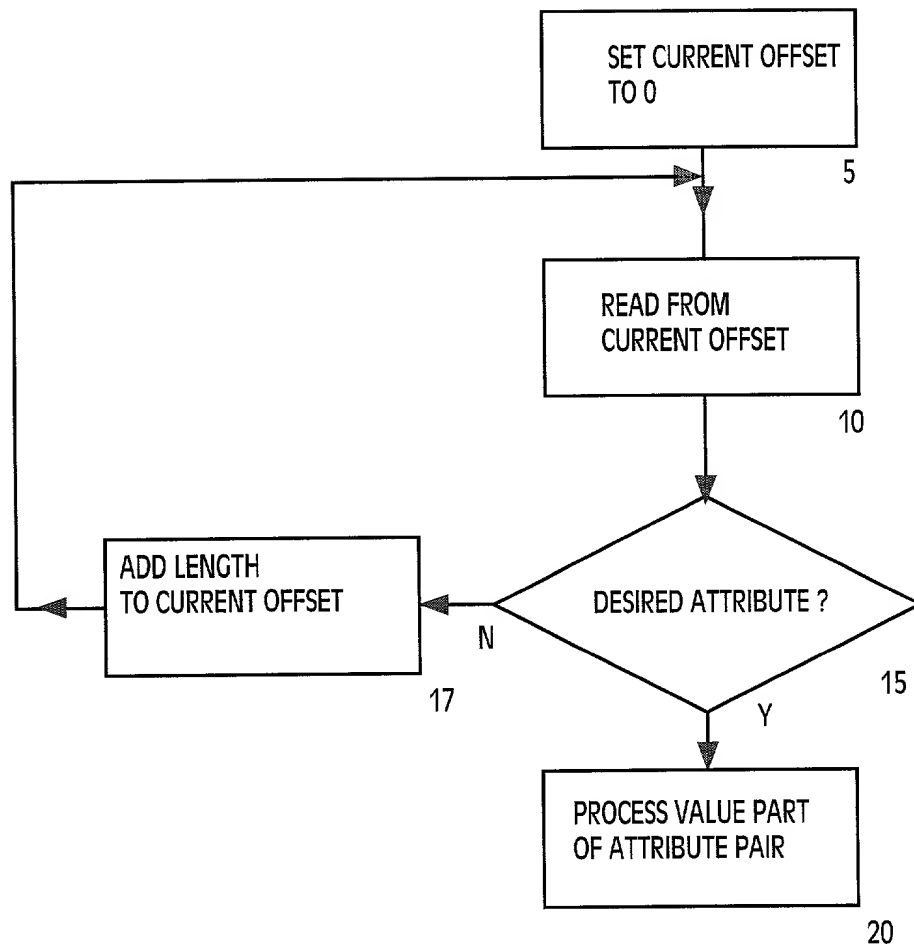 SET CURRENT OFFSET
TO 0
5
READ FROM
CURRENT OFFSET
10
ADD LENGTH
TO CURRENT OFFSET
17
DESIRED ATTRIBUTE ?
N
15
Y
PROCESS VALUE PART
OF ATTRIBUTE PAIR
20